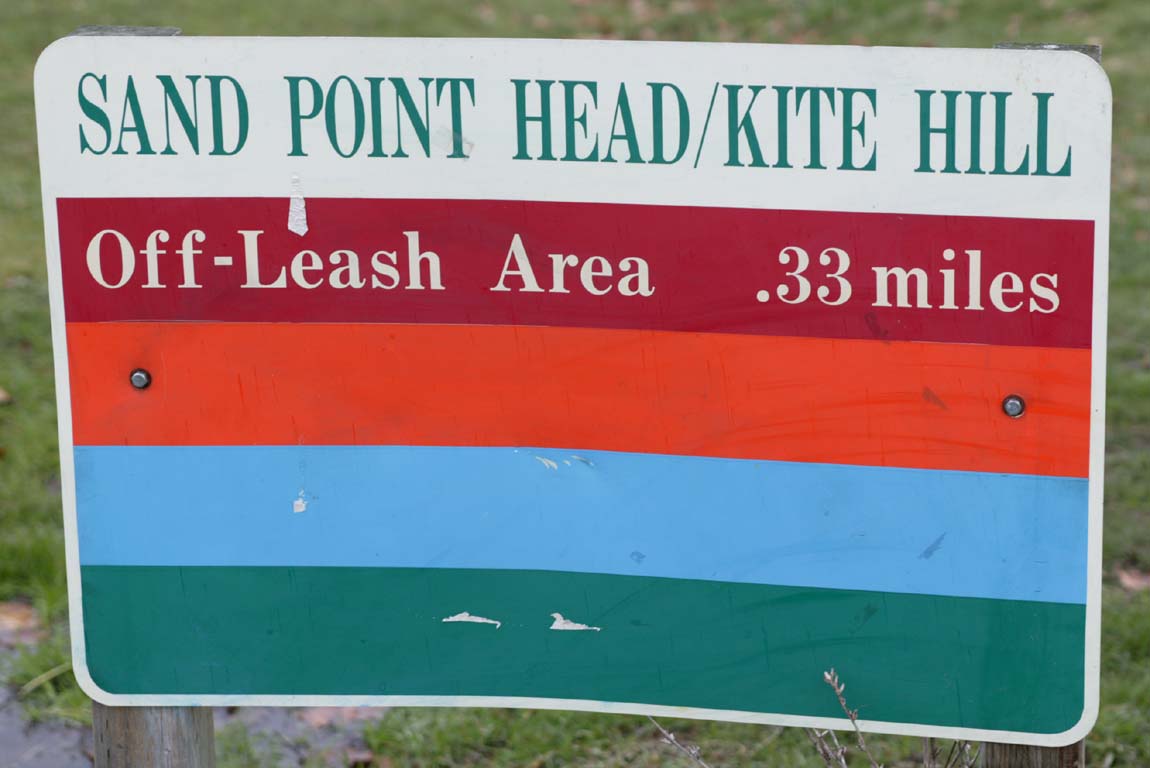 SAND POINT HEAD/KITE HILL
Off-Leash Area .33 miles